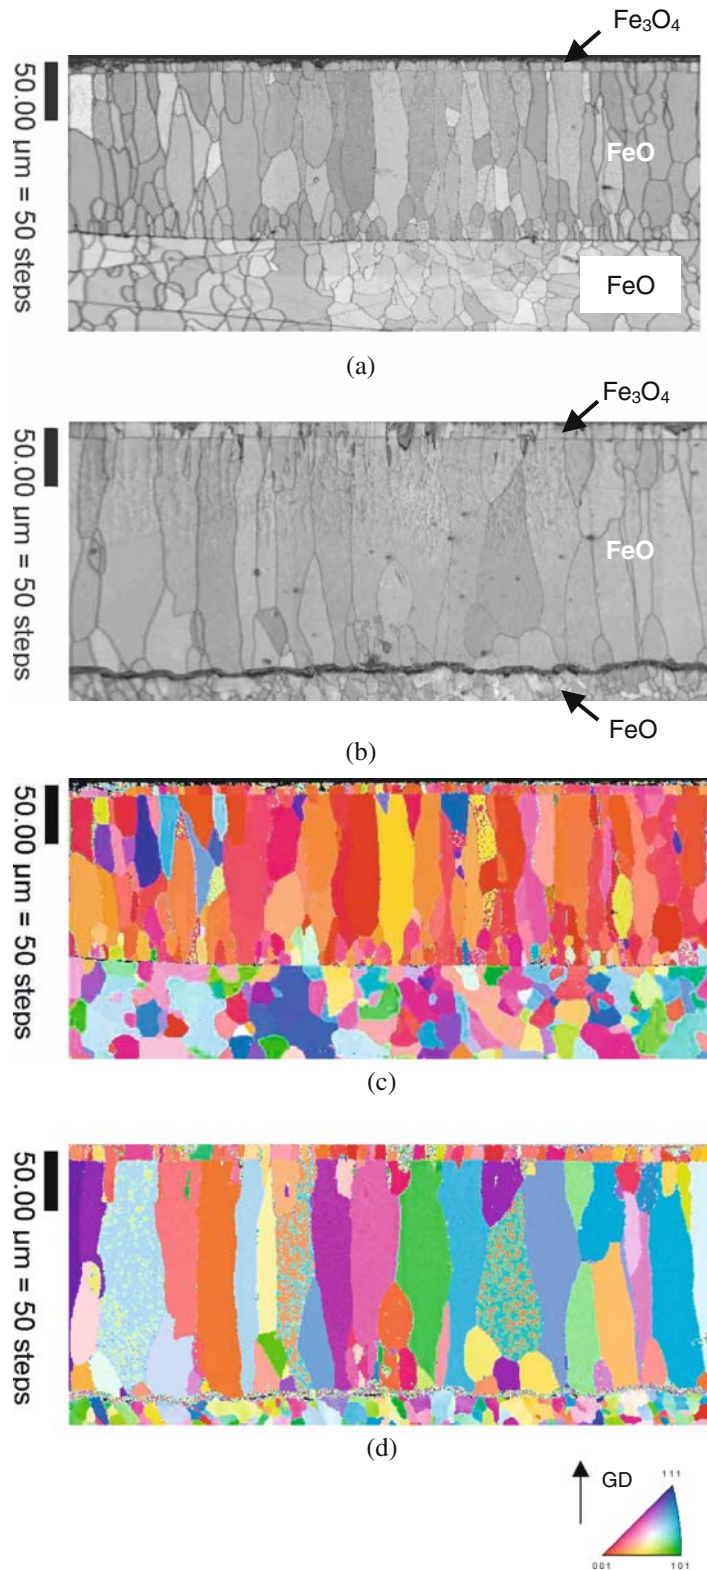 Fe3O4
50.00 µm = 50 steps
FeO
FeO
(a)
Fe3O4
50.00 µm = 50 steps
FeO
FeO
(b)
50.00 µm = 50 steps
(c)
50.00 µm = 50 steps
(d)
GD
111
001
101